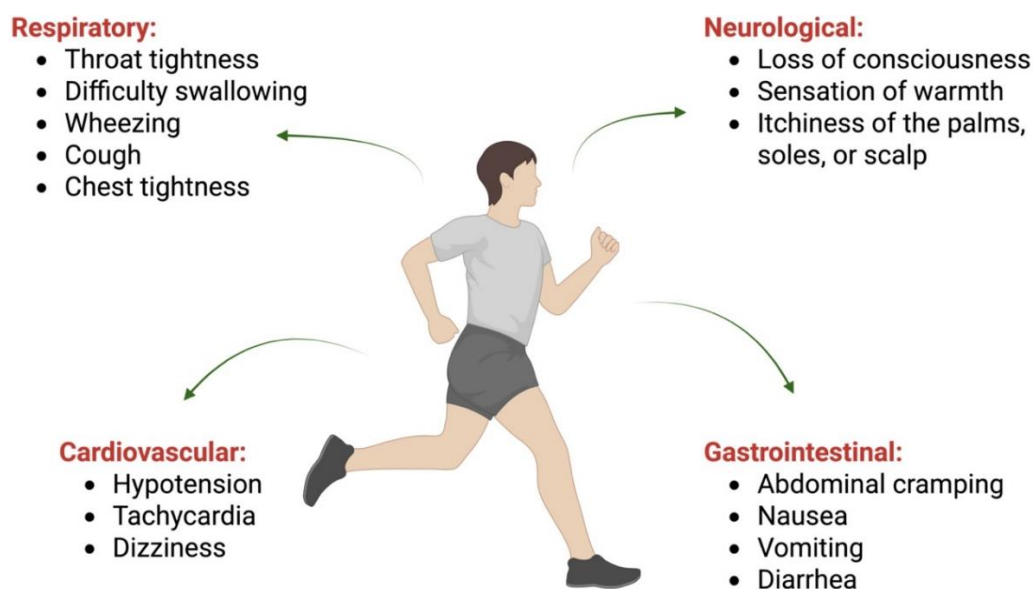 Respiratory:
• Throat tightness
• Difficulty swallowing
• Wheezing
• Cough
• Chest tightness
Neurological:
• Loss of consciousness
• Sensation of warmth
• Itchiness of the palms,
soles, or scalp
Cardiovascular:
• Hypotension
• Tachycardia
• Dizziness
Gastrointestinal:
• Abdominal cramping
• Nausea
• Vomiting
• Diarrhea